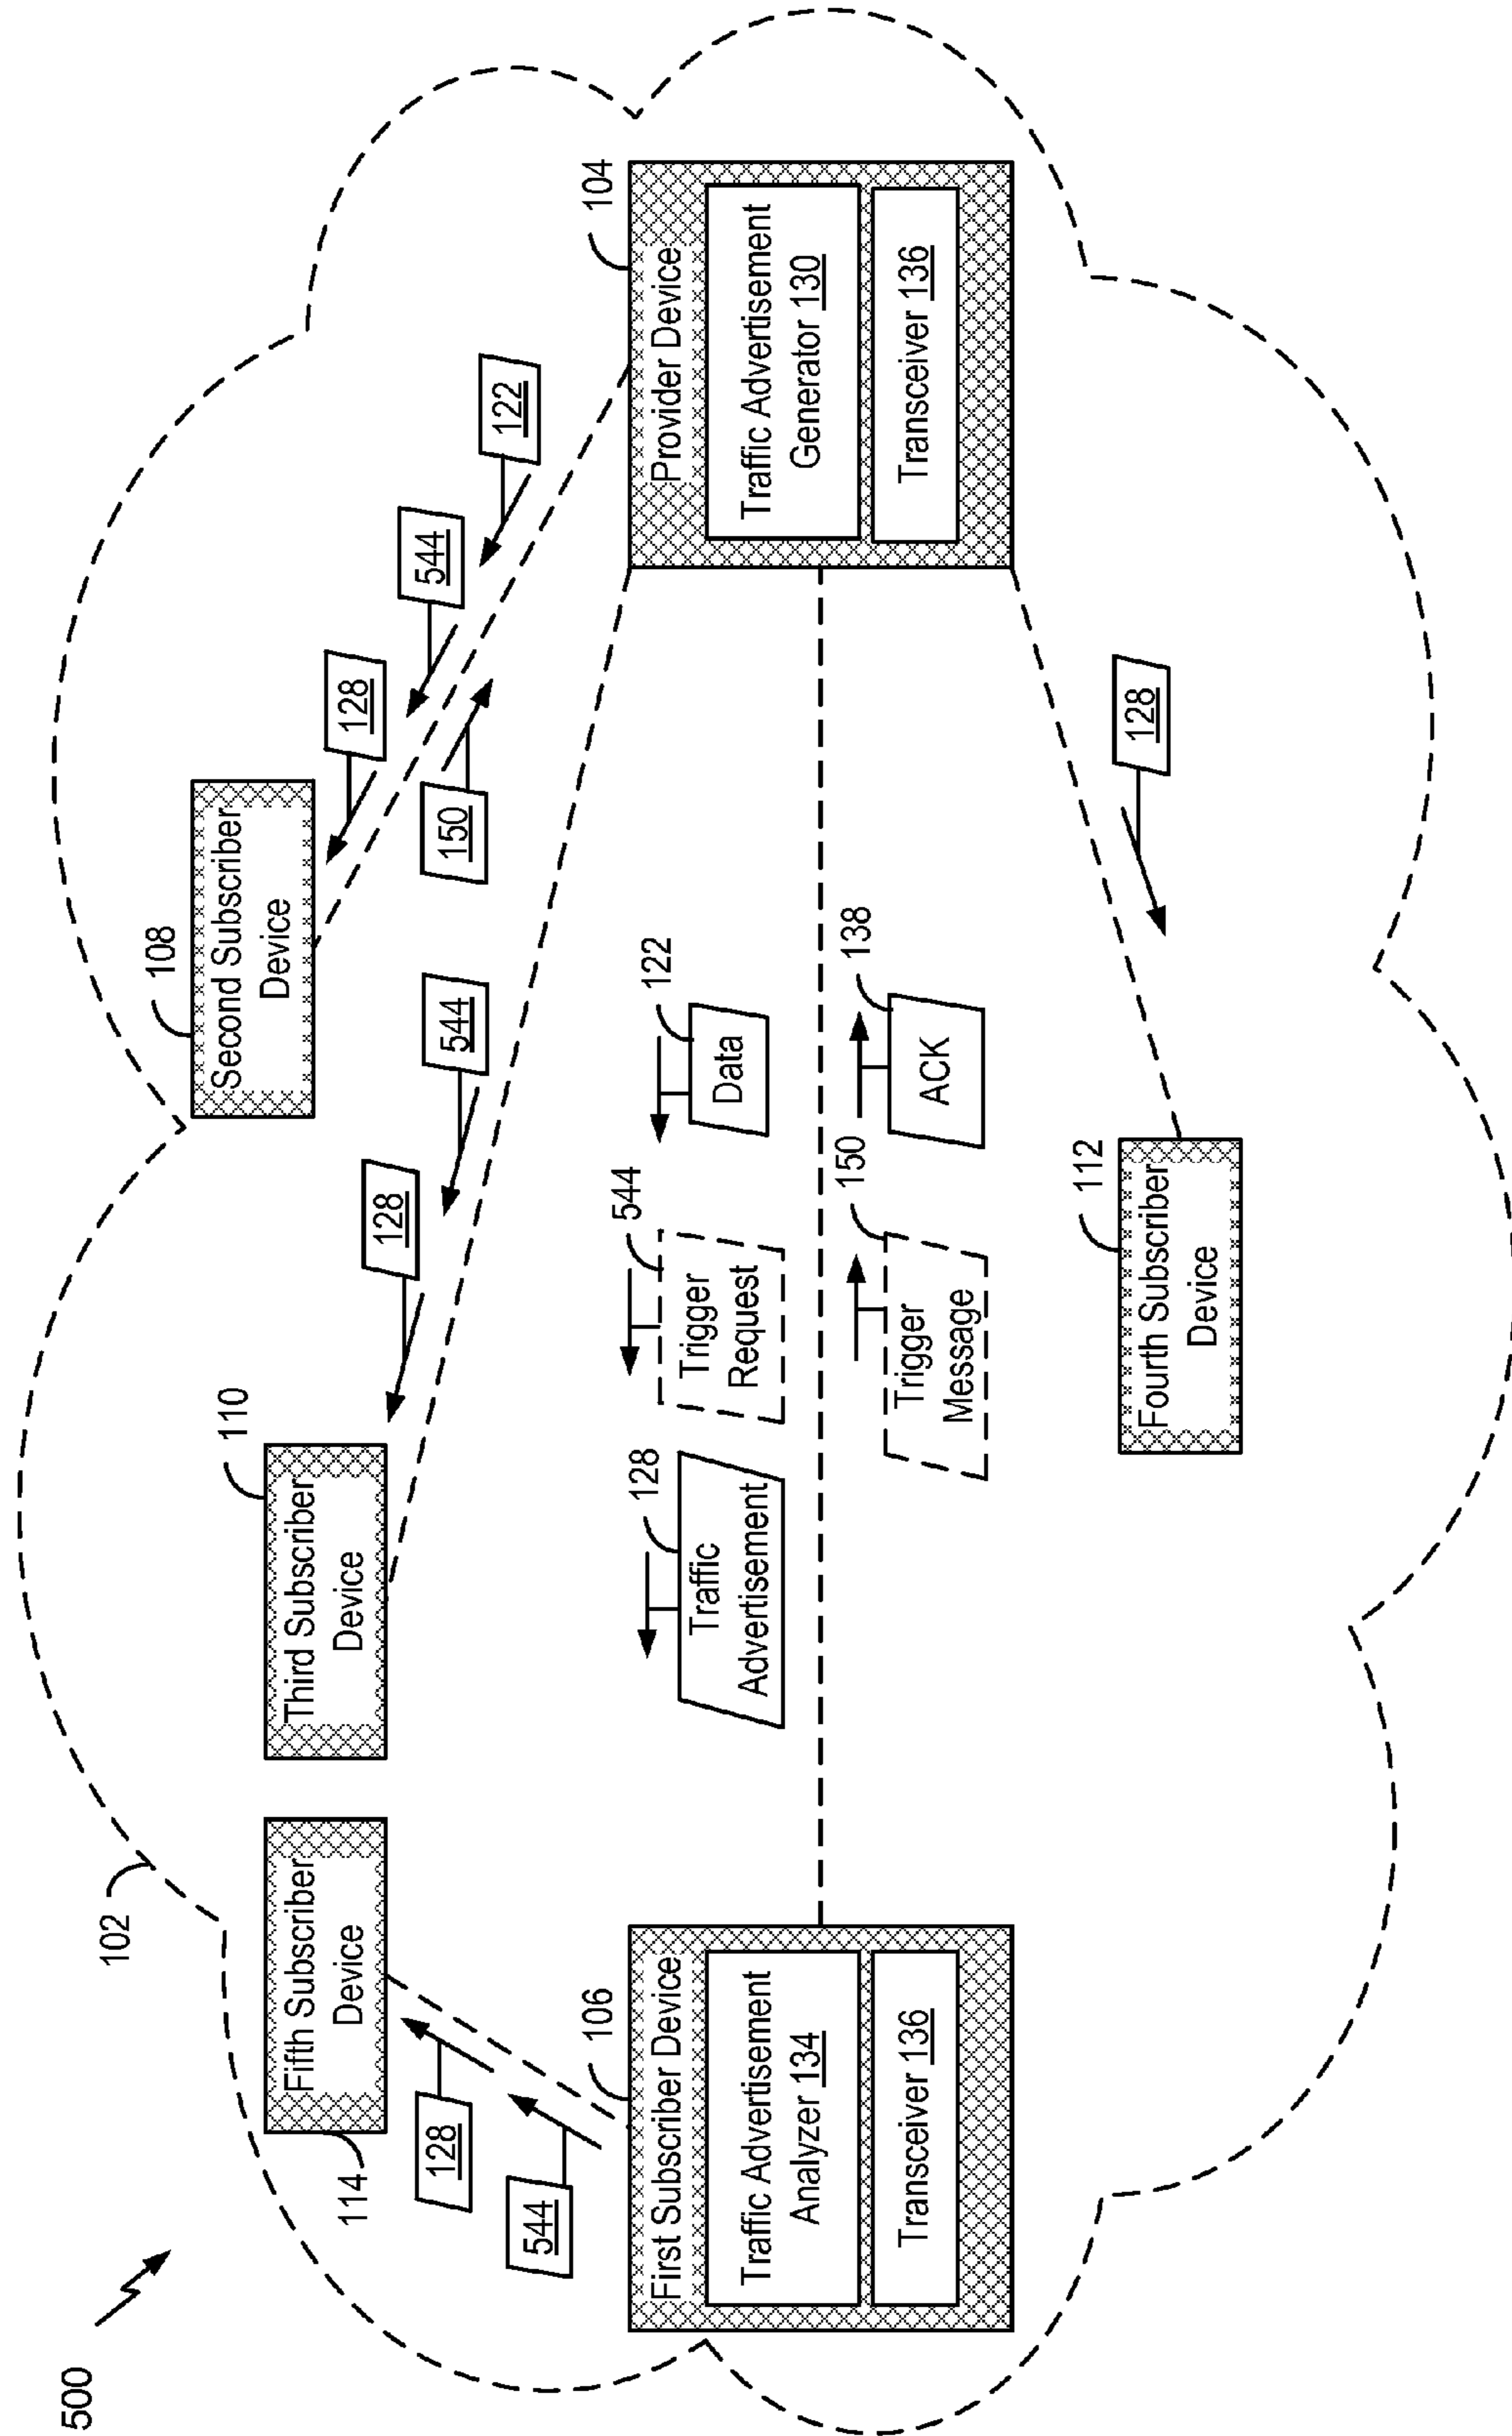 500
102
114
Fifth Subscriber
Device
128
544
110
Third Subscriber
Device
128
544
108
Second Subscriber
Device
128
544
122
150
106
First Subscriber Device
Traffic Advertisement
Analyzer 134
Transceiver 136
128
Traffic
Advertisement
544
Trigger
Request
122
Data
150
Trigger
Message
138
ACK
104
Provider Device
Traffic Advertisement
Generator 130
Transceiver 136
112
Fourth Subscriber
Device
128